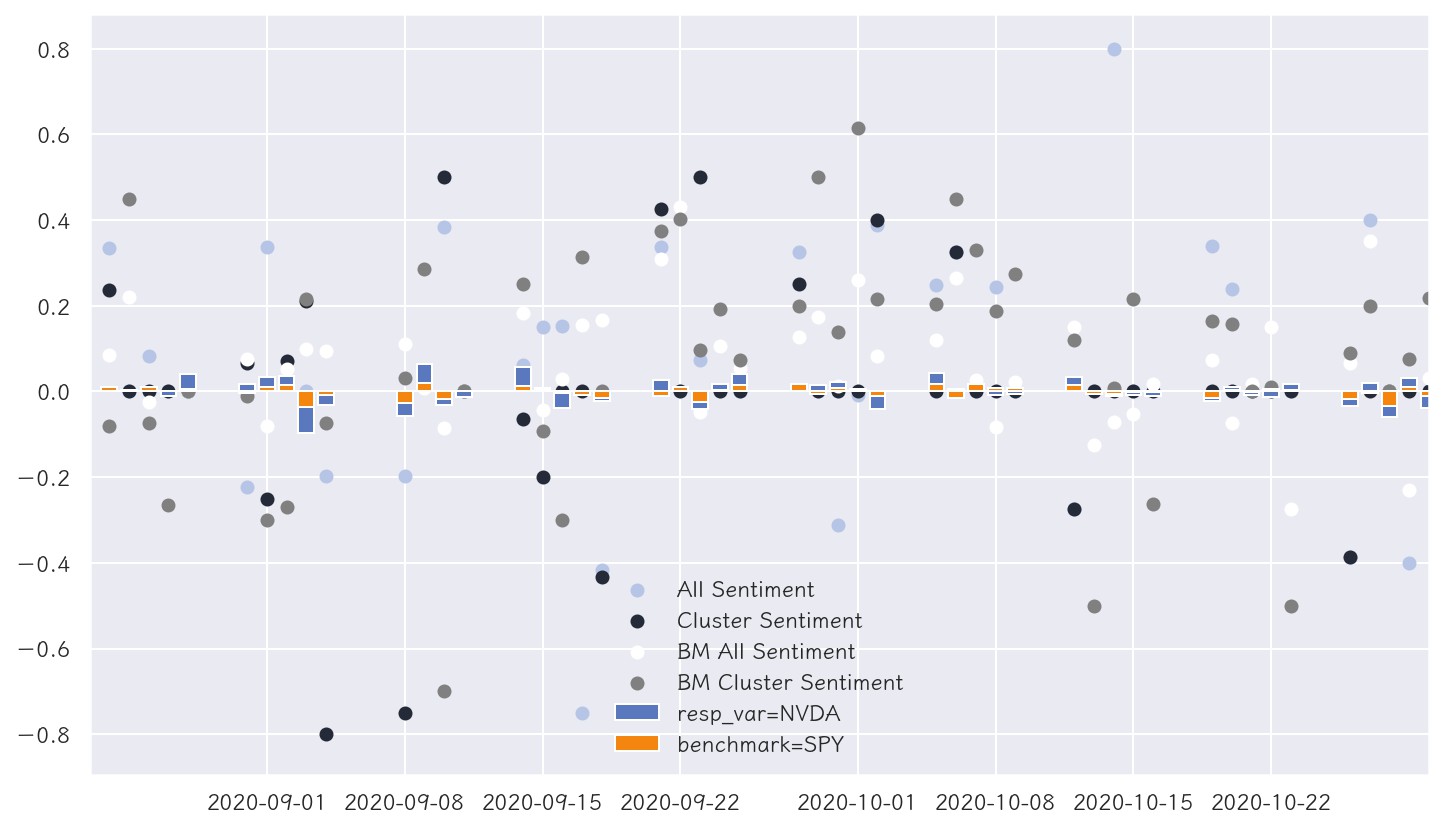 0.8
0.6
0.4
0.2
0.0
−0.2
−0.4
−0.6
−0.8
All Sentiment
Cluster Sentiment
BM All Sentiment
BM Cluster Sentiment
resp_var=NVDA
benchmark=SPY
2020-09-01 2020-09-08 2020-09-15 2020-09-22 2020-10-01 2020-10-08 2020-10-15 2020-10-22